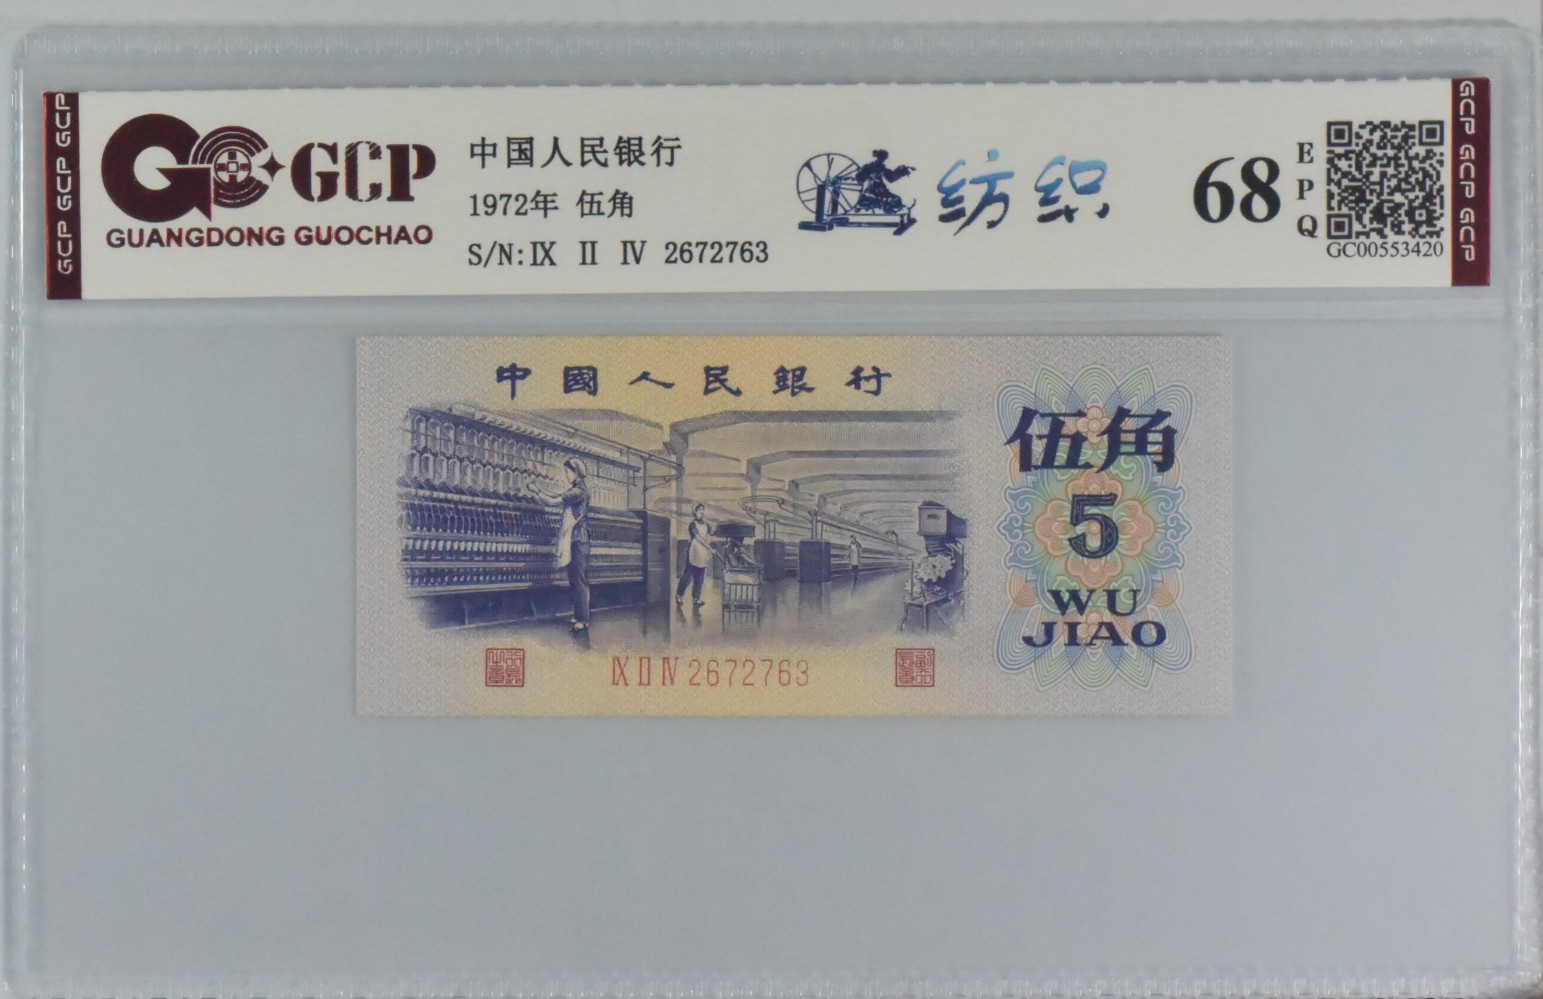 GCP GCP GCP
GCP
GUANGDONG GUOCHAO
中国人民银行
1972年 伍角
S/N: IX II IV 2672763
纺织
68
EPQ
GC00553420
GCP GCP GCP
中國人民銀行
伍角
5
WU
JIAO
IX II IV 2672763